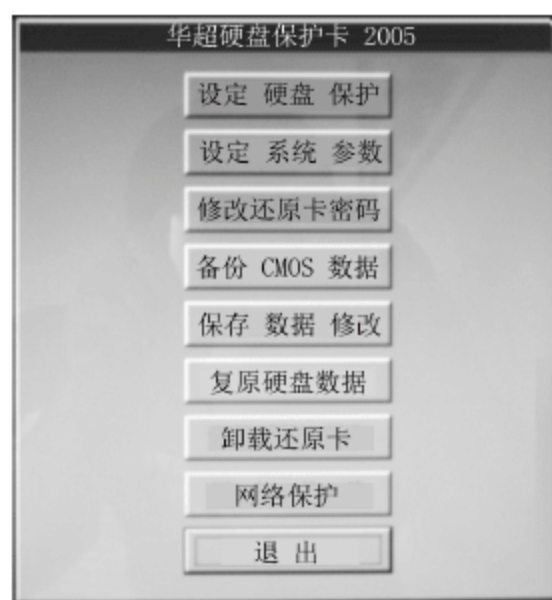 华超硬盘保护卡 2005
设定 硬盘 保护
设定 系统 参数
修改还原卡密码
备份 CMOS 数据
保存 数据 修改
复原硬盘数据
卸载还原卡
网络保护
退 出